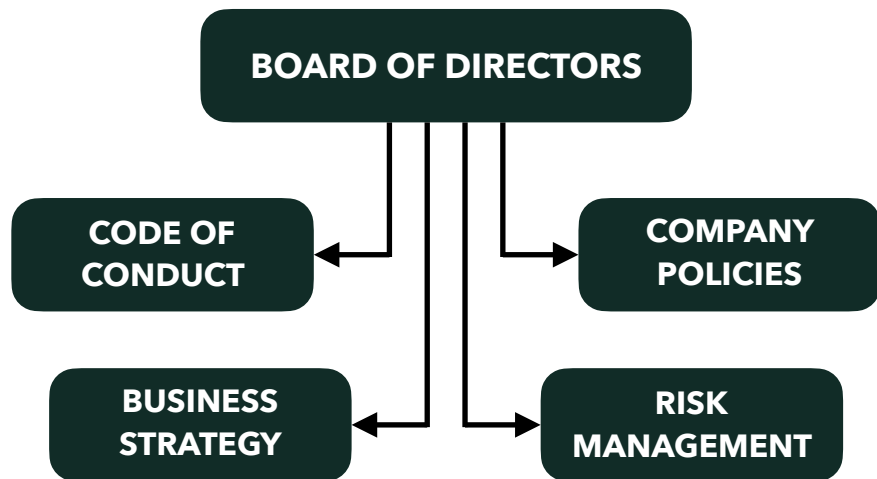 BOARD OF DIRECTORS
CODE OF
CONDUCT
COMPANY
POLICIES
BUSINESS
STRATEGY
RISK
MANAGEMENT